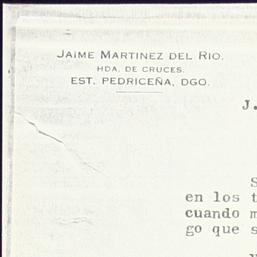 JAIME MARTINEZ DEL RIO.
HDA. DE CRUCES.
EST. PEDRICEÑA, DGO.
J.
S
en los t
cuando m
go que s